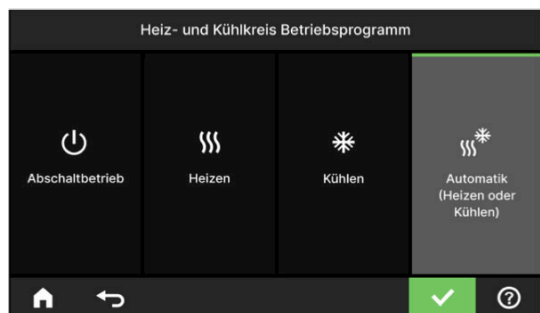 Heiz- und Kühlkreis Betriebsprogramm
Abschaltbetrieb
Heizen
Kühlen
Automatik
(Heizen oder
Kühlen)